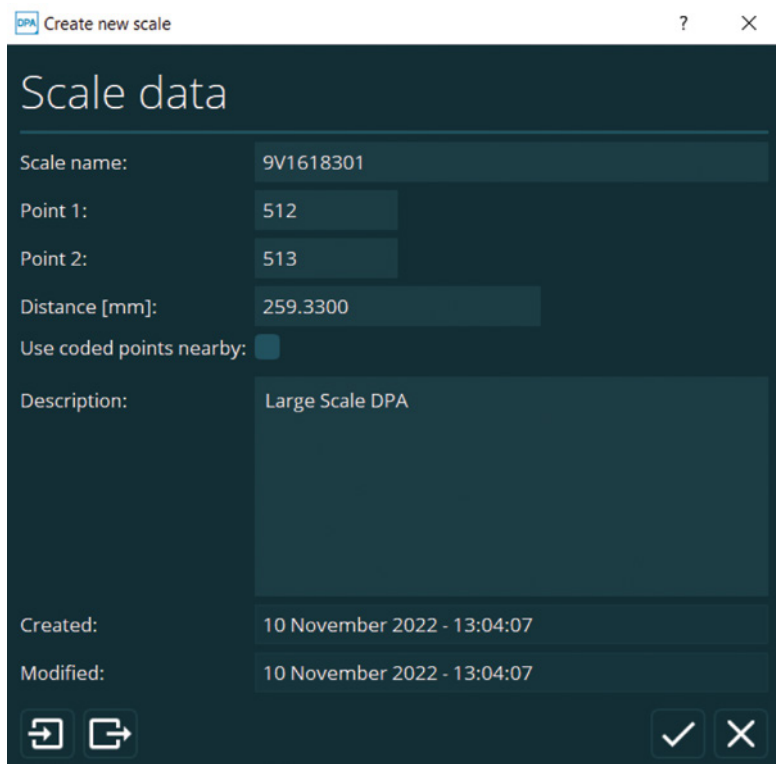 DPA Create new scale ?
Scale data
Scale name: 9V1618301
Point 1: 512
Point 2: 513
Distance [mm]: 259.3300
Use coded points nearby:
Description: Large Scale DPA
Created: 10 November 2022 - 13:04:07
Modified: 10 November 2022 - 13:04:07